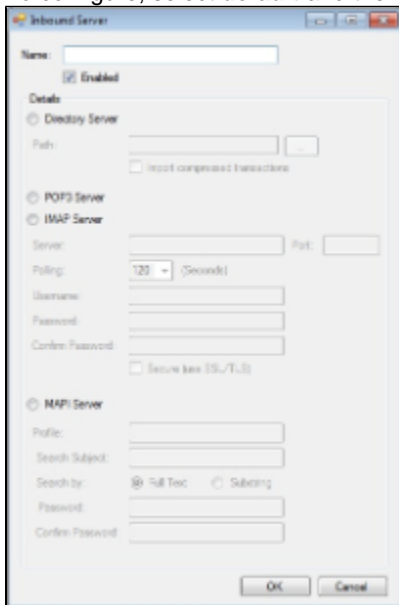 Inbound Server
Name:
Enabled
Details
Directory Server
Path:
...
Import compressed transactions
POP3 Server
IMAP Server
Server: Port:
Polling: 120 (Seconds)
Username:
Password:
Confirm Password:
Secure (use SSL/TLS)
MAPI Server
Profile:
Search Subject:
Search by: Full Text Substring
Password:
Confirm Password:
OK Cancel